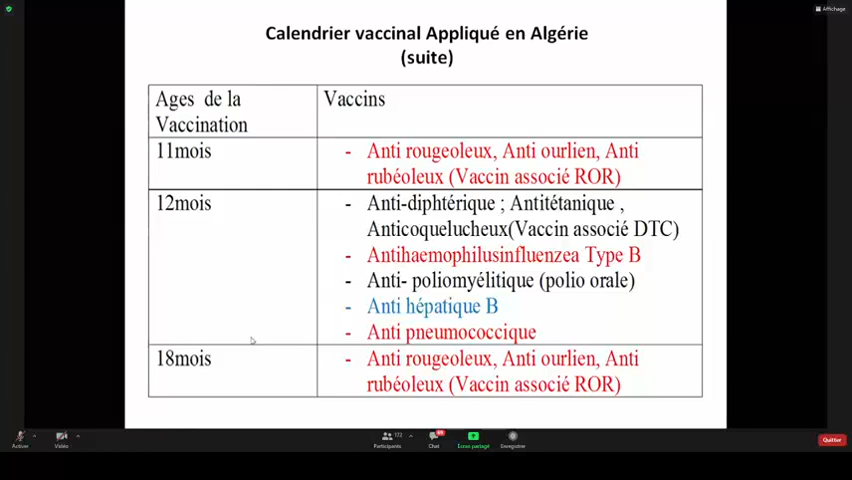 Affichage
Calendrier vaccinal Appliqué en Algérie
(suite)
Ages de la
Vaccination
Vaccins
11mois
- Anti rougeoleux, Anti ourlien, Anti
rubéoleux (Vaccin associé ROR)
12mois
- Anti-diphtérique ; Antitétanique ,
Anticoquelucheux(Vaccin associé DTC)
- Antihaemophilusinfluenzea Type B
- Anti- poliomyélitique (polio orale)
- Anti hépatique B
- Anti pneumococcique
18mois
- Anti rougeoleux, Anti ourlien, Anti
rubéoleux (Vaccin associé ROR)
Activer
Vidéo
172
Participants
Chat
Écran partagé
Enregistrer
Quitter